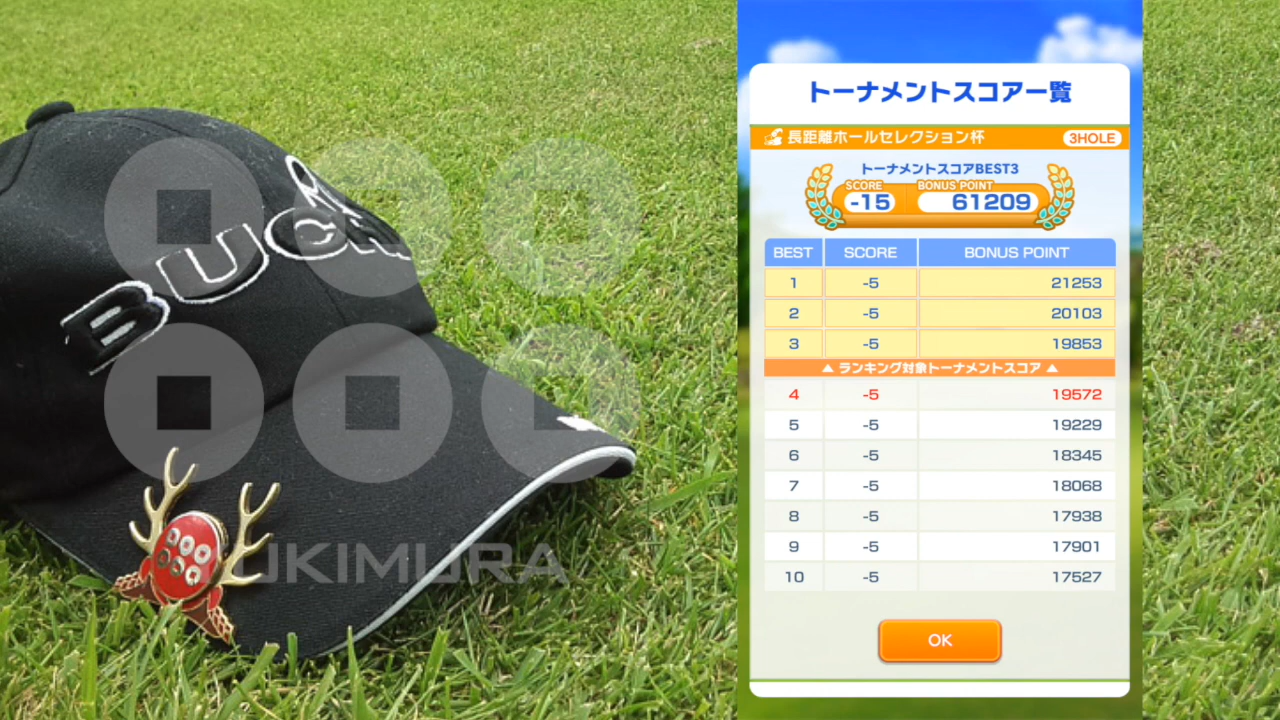 BUCK
YUKIMURA
トーナメントスコア一覧
長距離ホールセレクション杯 3HOLE
トーナメントスコアBEST3
SCORE BONUS POINT
-15 61209
BEST SCORE BONUS POINT
1 -5 21253
2 -5 20103
3 -5 19853
▲ ランキング対象トーナメントスコア ▲
4 -5 19572
5 -5 19229
6 -5 18345
7 -5 18068
8 -5 17938
9 -5 17901
10 -5 17527
OK